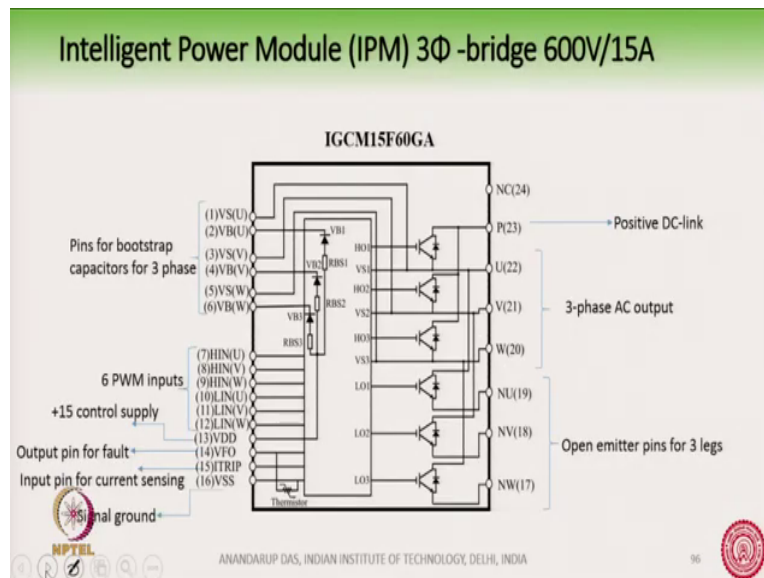 Intelligent Power Module (IPM) 3Φ -bridge 600V/15A
IGCM15F60GA
Pins for bootstrap
capacitors for 3 phase
(1)VS(U)
(2)VB(U)
(3)VS(V)
(4)VB(V)
(5)VS(W)
(6)VB(W)
6 PWM inputs
(7)HIN(U)
(8)HIN(V)
(9)HIN(W)
(10)LIN(U)
(11)LIN(V)
(12)LIN(W)
+15 control supply
(13)VDD
Output pin for fault
(14)VFO
(15)ITRIP
Input pin for current sensing
(16)VSS
Signal ground
Thermistor
VB1
RBS1
VB2
RBS2
VB3
RBS3
HO1
VS1
HO2
VS2
HO3
VS3
LO1
LO2
LO3
NC(24)
P(23)
Positive DC-link
U(22)
V(21)
3-phase AC output
W(20)
NU(19)
NV(18)
Open emitter pins for 3 legs
NW(17)
NPTEL
ANANDARUP DAS, INDIAN INSTITUTE OF TECHNOLOGY, DELHI, INDIA
96